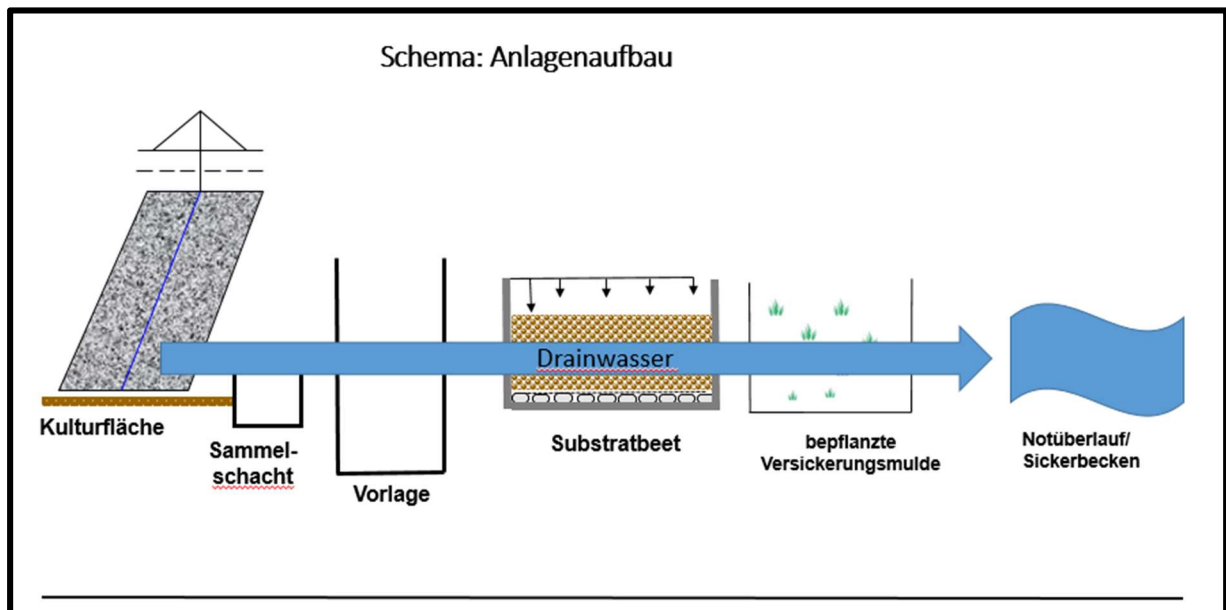 Schema: Anlagenaufbau
Drainwasser
Kulturfläche
Sammel-
schacht
Vorlage
Substratbeet
bepflanzte
Versickerungsmulde
Notüberlauf/
Sickerbecken